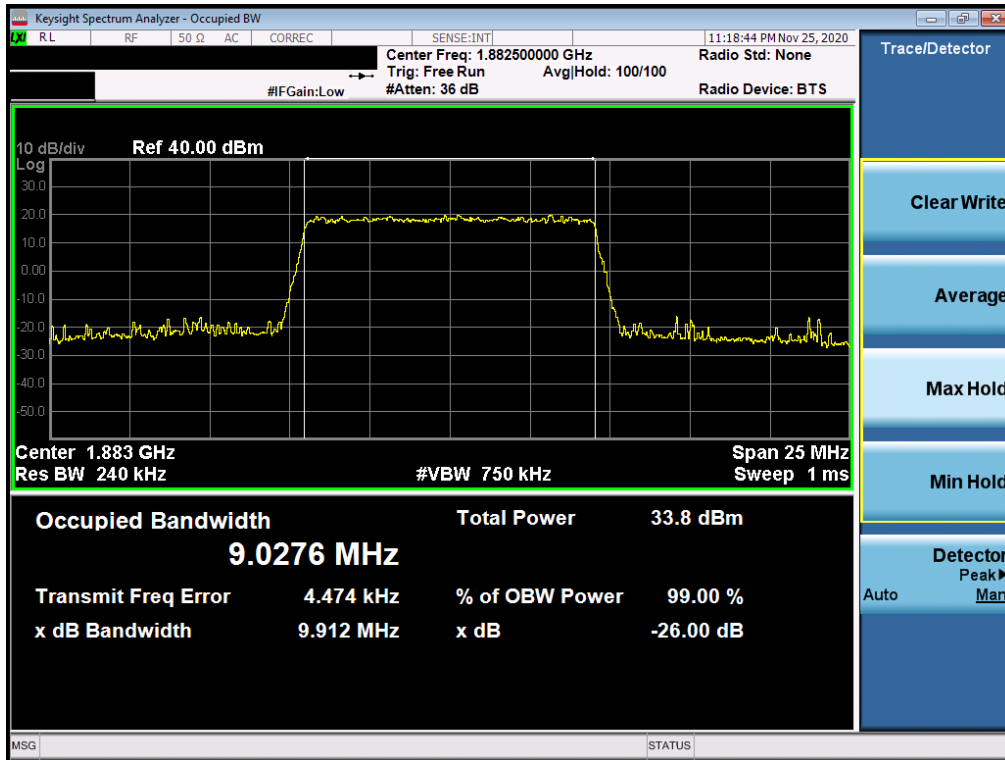 Keysight Spectrum Analyzer - Occupied BW
LXI RL RF 50 Ω AC CORREC SENSE:INT 11:18:44 PM Nov 25, 2020
Center Freq: 1.882500000 GHz Radio Std: None
Trig: Free Run Avg|Hold: 100/100
#IFGain:Low #Atten: 36 dB Radio Device: BTS
Trace/Detector
10 dB/div Ref 40.00 dBm
Log
30.0
20.0
10.0
0.00
-10.0
-20.0
-30.0
-40.0
-50.0
Center 1.883 GHz Span 25 MHz
Res BW 240 kHz #VBW 750 kHz Sweep 1 ms
Occupied Bandwidth Total Power 33.8 dBm
9.0276 MHz
Transmit Freq Error 4.474 kHz % of OBW Power 99.00 %
x dB Bandwidth 9.912 MHz x dB -26.00 dB
Clear Write
Average
Max Hold
Min Hold
Detector
Peak▶
Auto Man
MSG STATUS